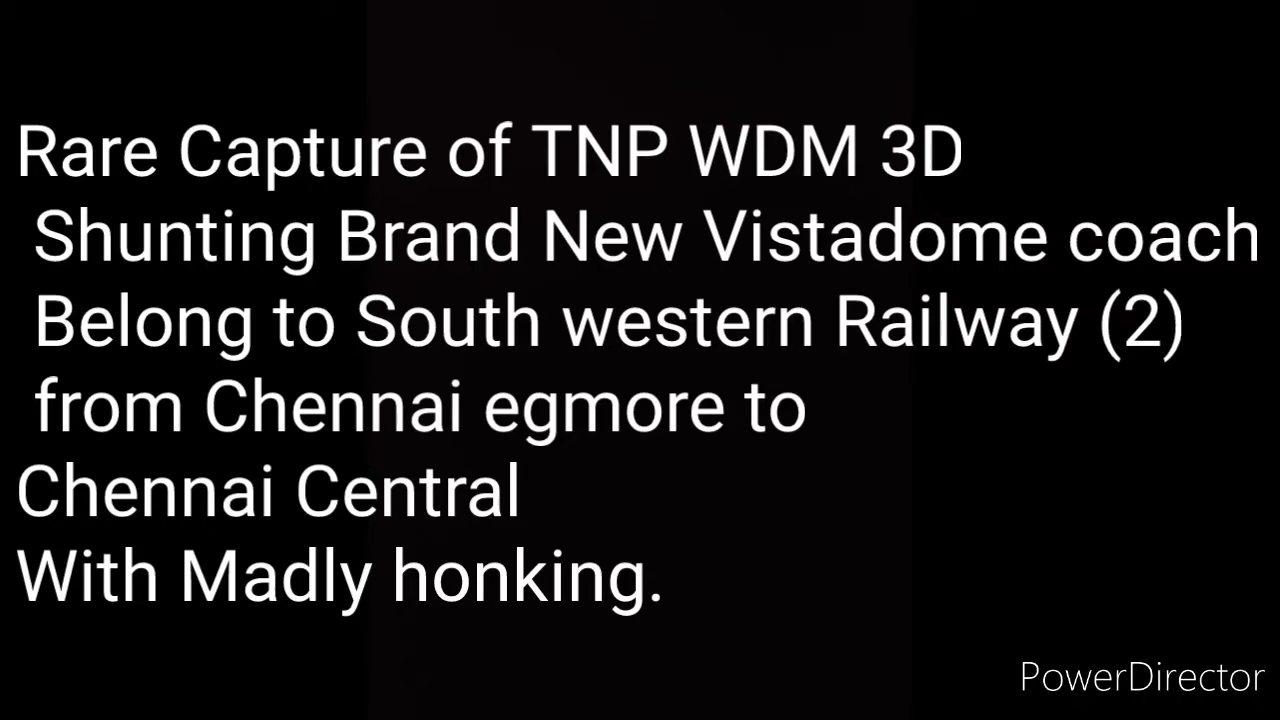 Rare Capture of TNP WDM 3D
Shunting Brand New Vistadome coach
Belong to South western Railway (2)
from Chennai egmore to
Chennai Central
With Madly honking.
PowerDirector